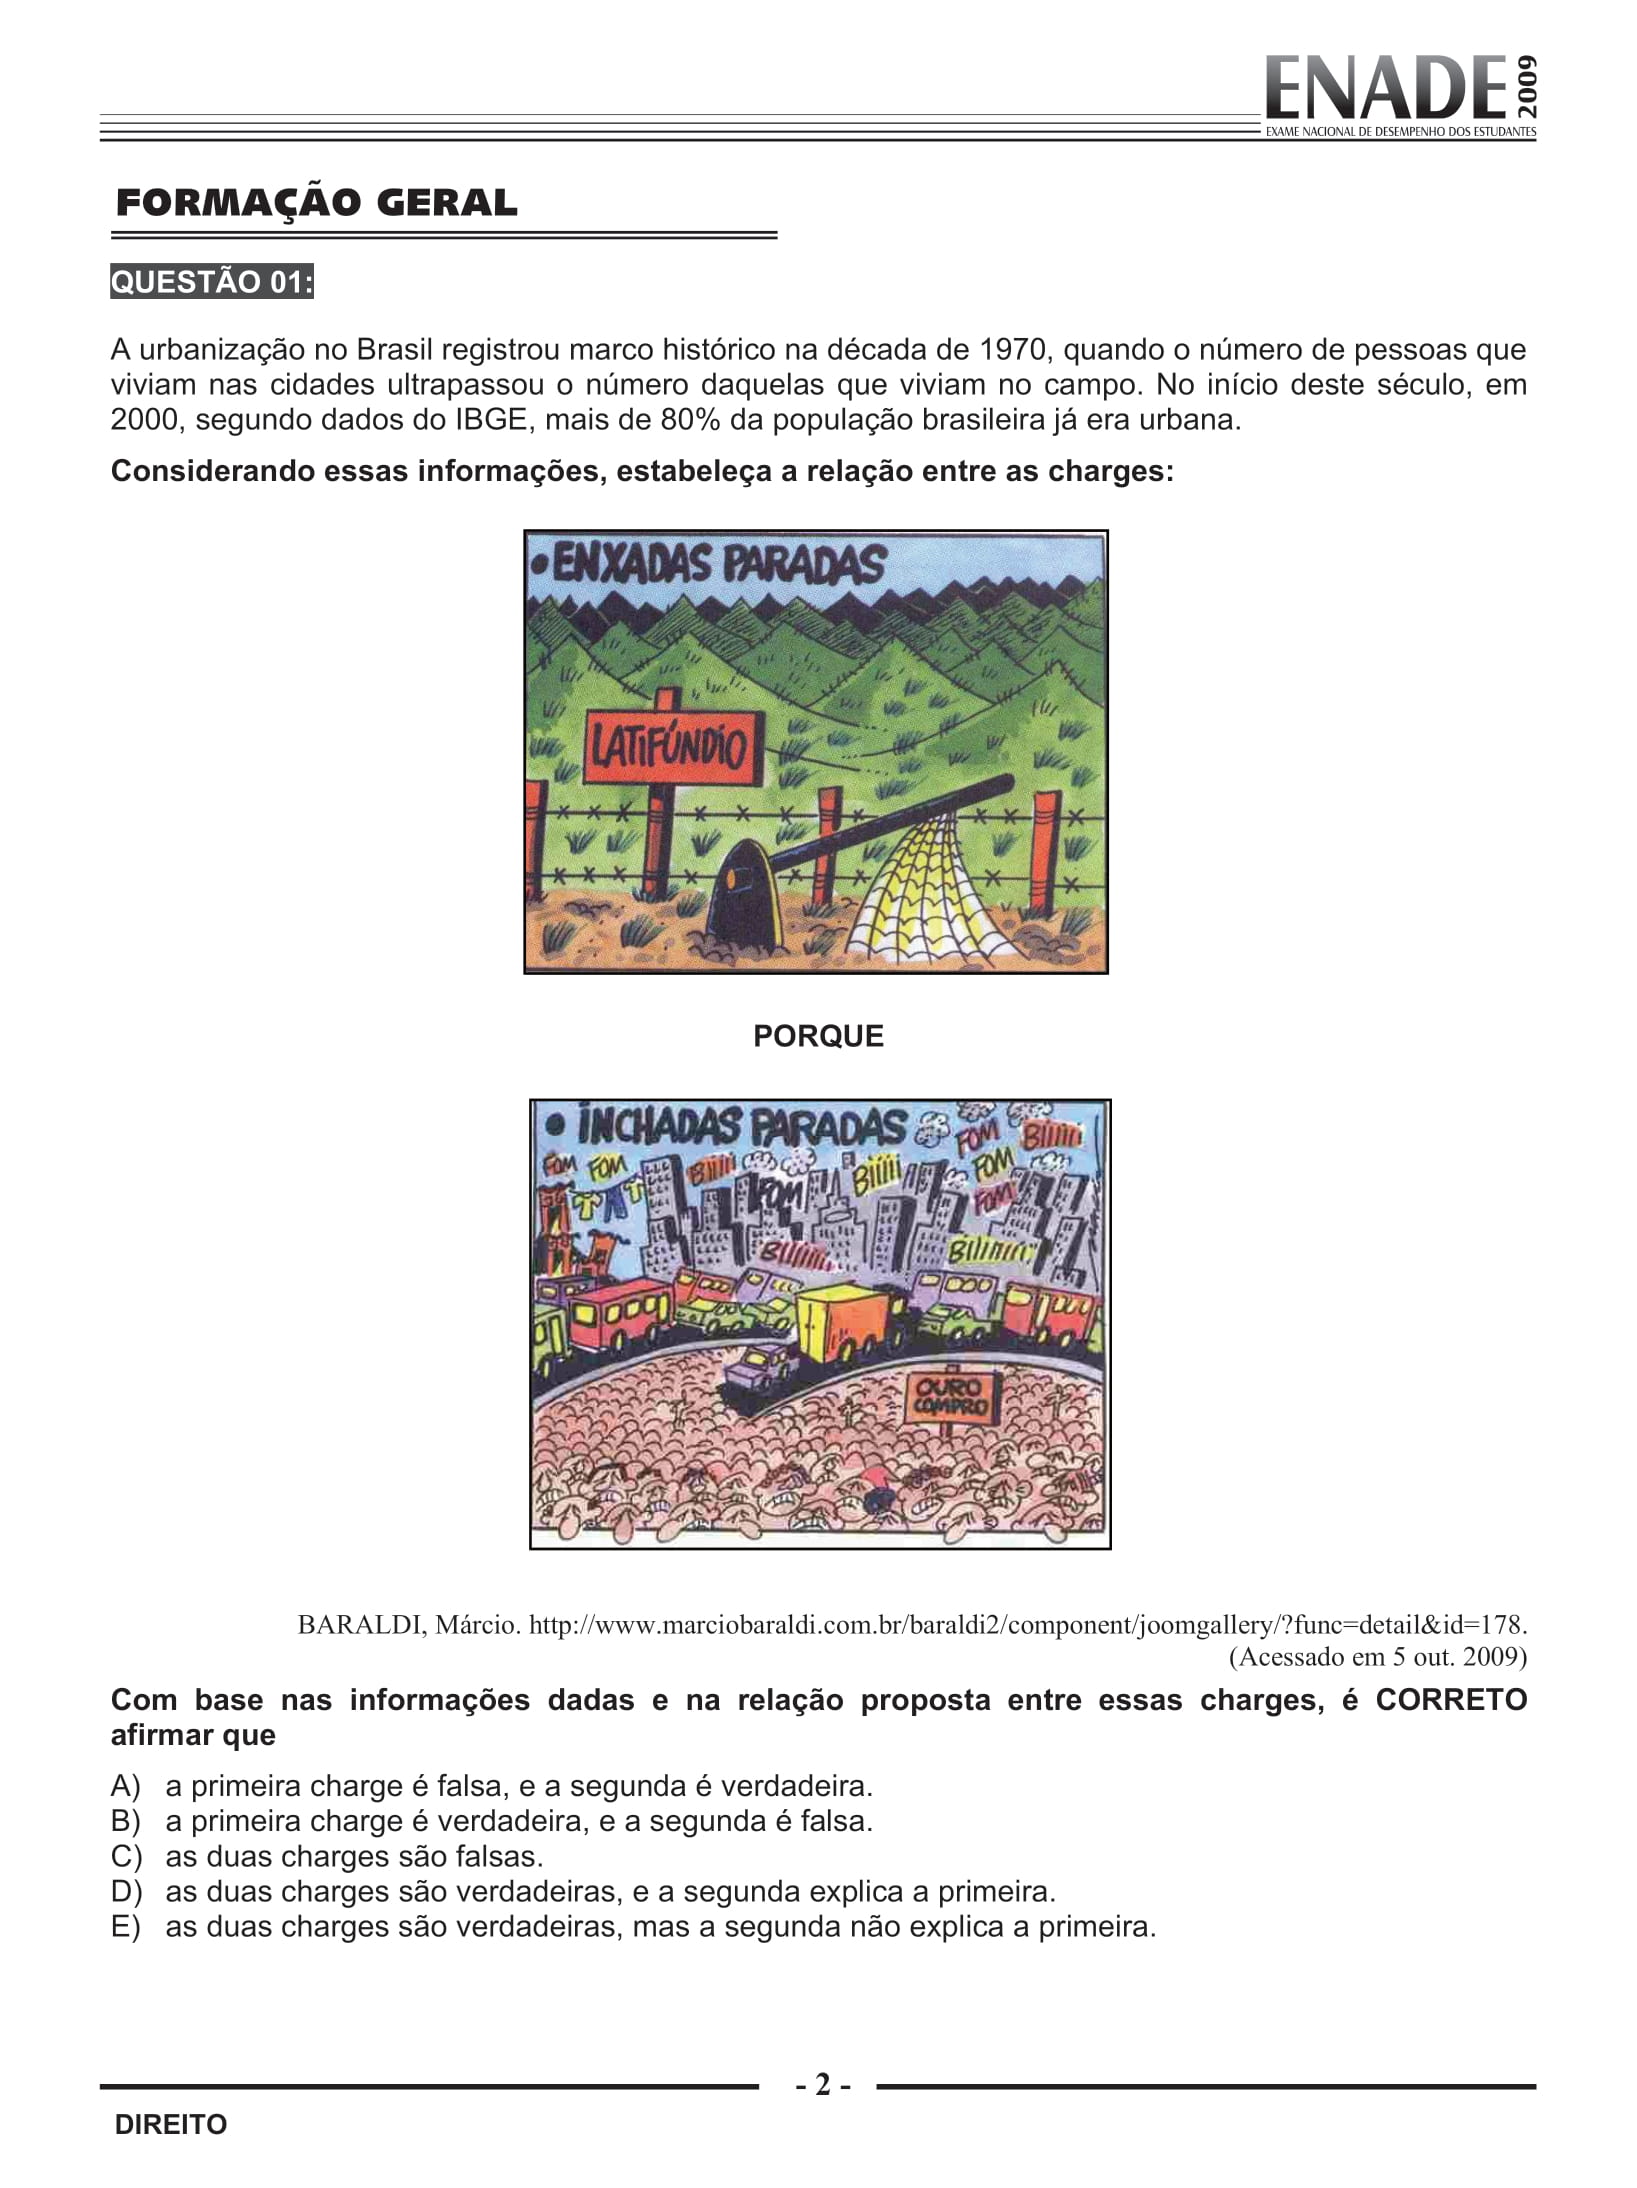 ENADE 2009
EXAME NACIONAL DE DESEMPENHO DOS ESTUDANTES
FORMAÇÃO GERAL
QUESTÃO 01:
A urbanização no Brasil registrou marco histórico na década de 1970, quando o número de pessoas que
viviam nas cidades ultrapassou o número daquelas que viviam no campo. No início deste século, em
2000, segundo dados do IBGE, mais de 80% da população brasileira já era urbana.
Considerando essas informações, estabeleça a relação entre as charges:
• ENXADAS PARADAS
LATIFÚNDIO
PORQUE
• INCHADAS PARADAS
FOM BIIIII
FOM FOM BIIIII FOM BIIIII FOM
FOM
BIIIIII BIIIIIII
OURO
COMPRO
BARALDI, Márcio. http://www.marciobaraldi.com.br/baraldi2/component/joomgallery/?func=detail&id=178.
(Acessado em 5 out. 2009)
Com base nas informações dadas e na relação proposta entre essas charges, é CORRETO
afirmar que
A) a primeira charge é falsa, e a segunda é verdadeira.
B) a primeira charge é verdadeira, e a segunda é falsa.
C) as duas charges são falsas.
D) as duas charges são verdadeiras, e a segunda explica a primeira.
E) as duas charges são verdadeiras, mas a segunda não explica a primeira.
- 2 -
DIREITO